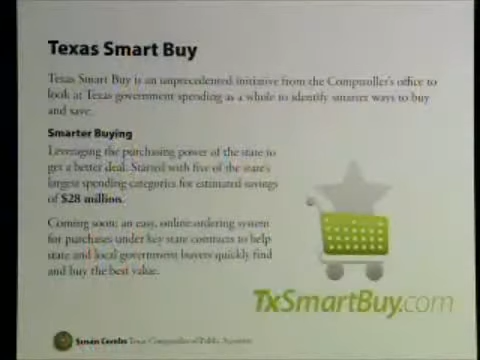 Texas Smart Buy
Texas Smart Buy is an unprecedented initiative from the Comptroller's office to
look at Texas government spending as a whole to identify smarter ways to buy
and save.
Smarter Buying
Leveraging the purchasing power of the state to
get a better deal. Started with five of the state's
largest spending categories for estimated savings
of $28 million.
Coming soon: an easy, online ordering system
for purchases under key state contracts to help
state and local government buyers quickly find
and buy the best value.
TxSmartBuy.com
Susan Combs Texas Comptroller of Public Accounts